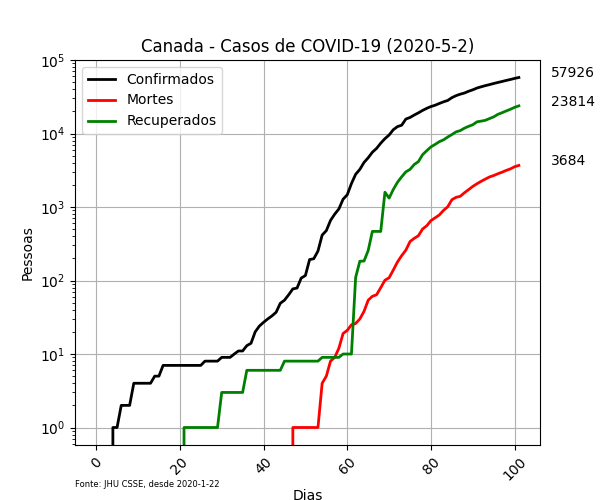 Canada - Casos de COVID-19 (2020-5-2)
Confirmados
Mortes
Recuperados
57926
23814
3684
10^5
10^4
10^3
10^2
10^1
10^0
Pessoas
0 20 40 60 80 100
Dias
Fonte: JHU CSSE, desde 2020-1-22